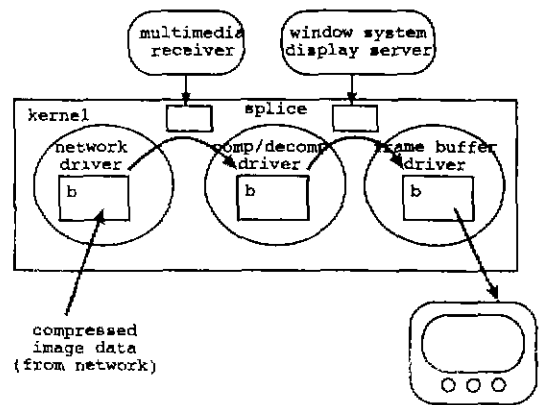 multimedia
receiver
window system
display server
kernel
splice
network
driver
comp/decomp
driver
frame buffer
driver
b
b
b
compressed
image data
(from network)